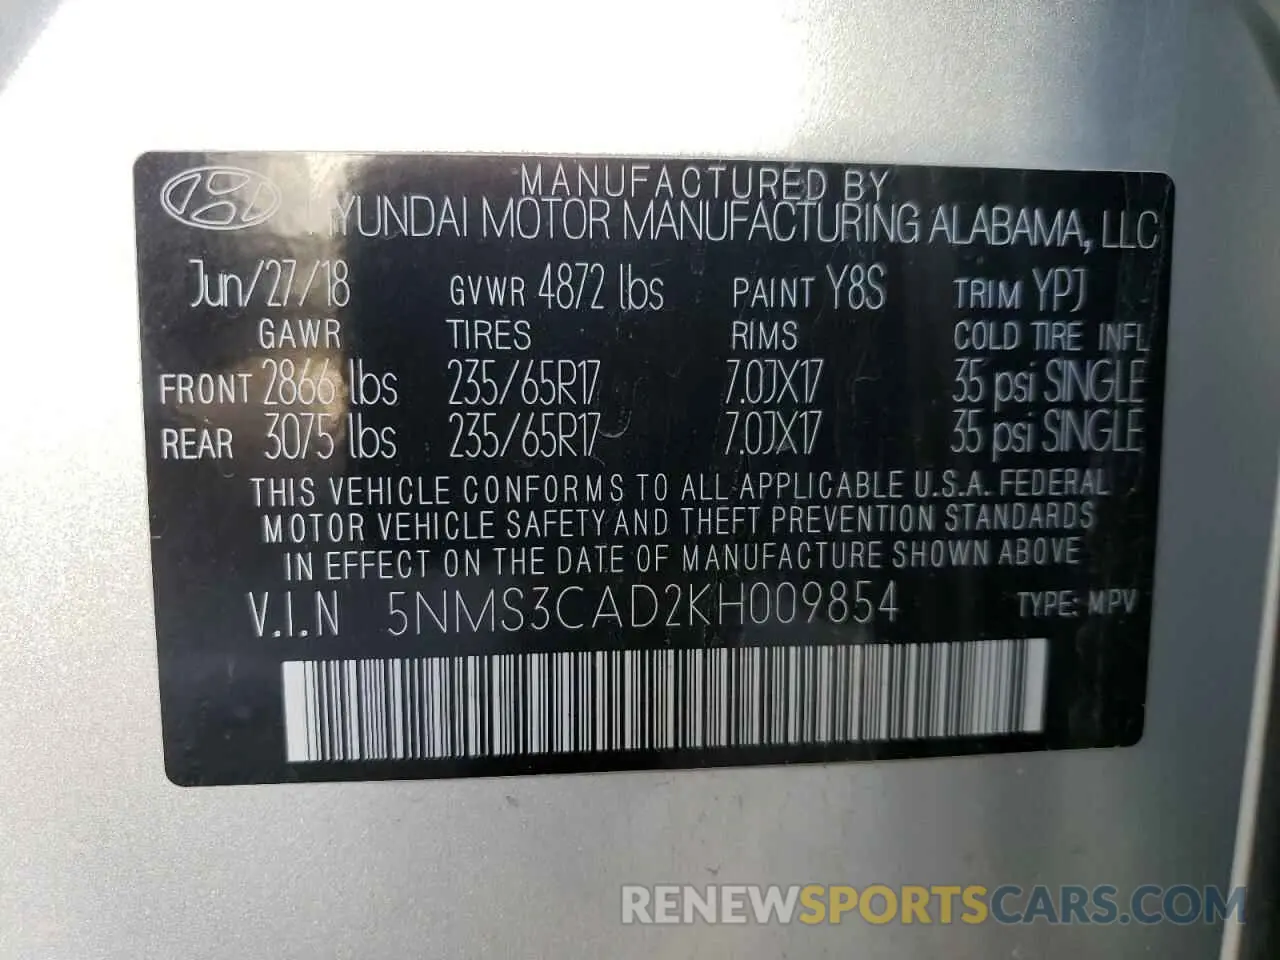 MANUFACTURED BY
HYUNDAI MOTOR MANUFACTURING ALABAMA, LLC
Jun/27/18 GVWR 4872 lbs PAINT Y8S TRIM YPJ
GAWR TIRES RIMS COLD TIRE INFL
FRONT 2866 lbs 235/65R17 7.0JX17 35 psi SINGLE
REAR 3075 lbs 235/65R17 7.0JX17 35 psi SINGLE
THIS VEHICLE CONFORMS TO ALL APPLICABLE U.S.A. FEDERAL
MOTOR VEHICLE SAFETY AND THEFT PREVENTION STANDARDS
IN EFFECT ON THE DATE OF MANUFACTURE SHOWN ABOVE
V.I.N 5NMS3CAD2KH009854 TYPE: MPV
RENEWSPORTSCARS.COM